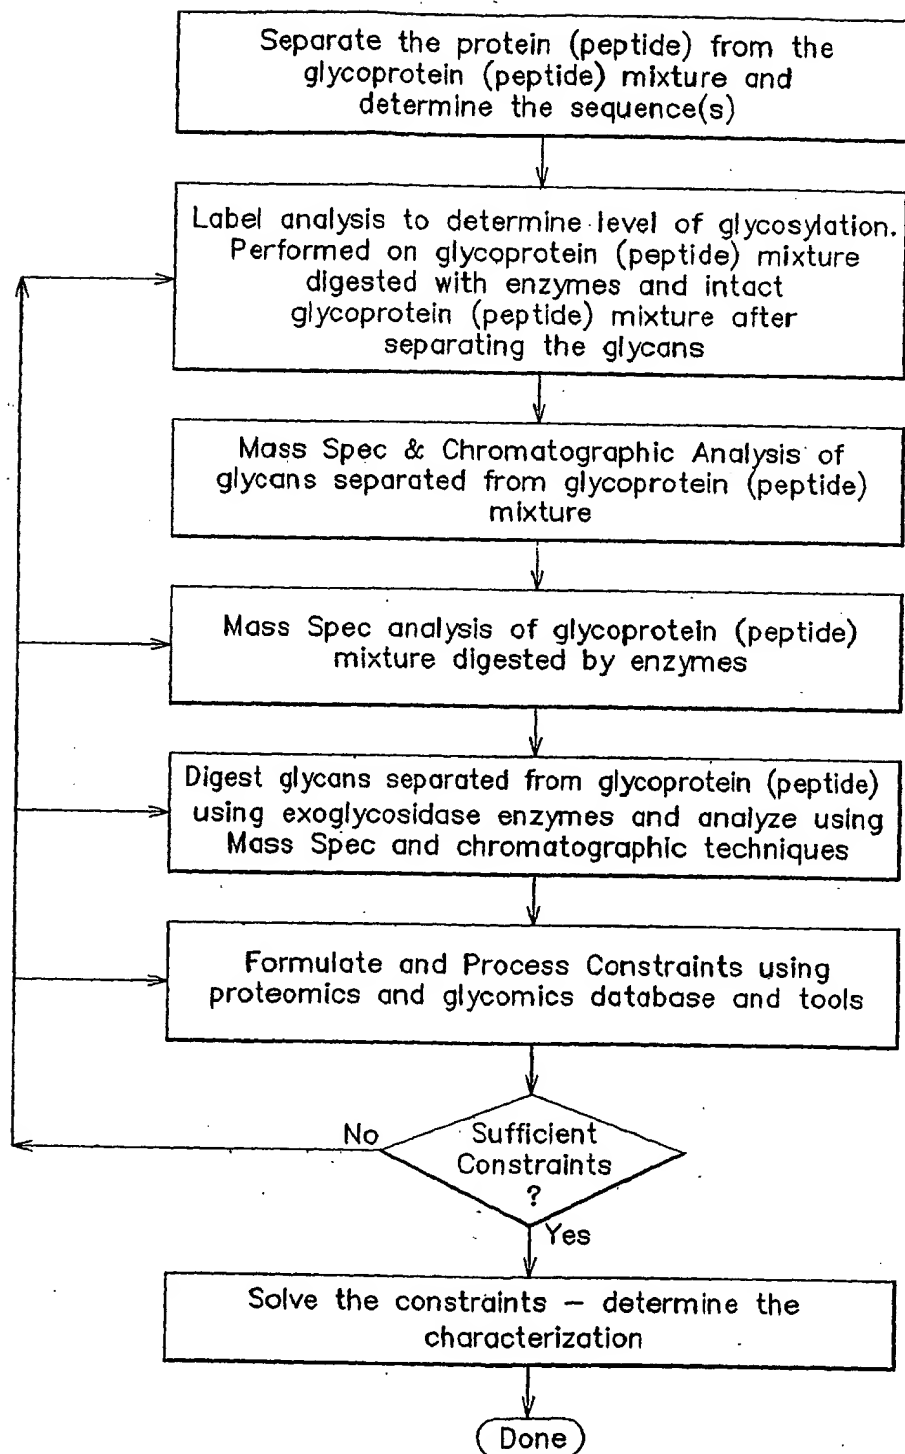 Separate the protein (peptide) from the
glycoprotein (peptide) mixture and
determine the sequence(s)
Label analysis to determine level of glycosylation.
Performed on glycoprotein (peptide) mixture
digested with enzymes and intact
glycoprotein (peptide) mixture after
separating the glycans
Mass Spec & Chromatographic Analysis of
glycans separated from glycoprotein (peptide)
mixture
Mass Spec analysis of glycoprotein (peptide)
mixture digested by enzymes
Digest glycans separated from glycoprotein (peptide)
using exoglycosidase enzymes and analyze using
Mass Spec and chromatographic techniques
Formulate and Process Constraints using
proteomics and glycomics database and tools
No
Sufficient
Constraints
?
Yes
Solve the constraints – determine the
characterization
Done